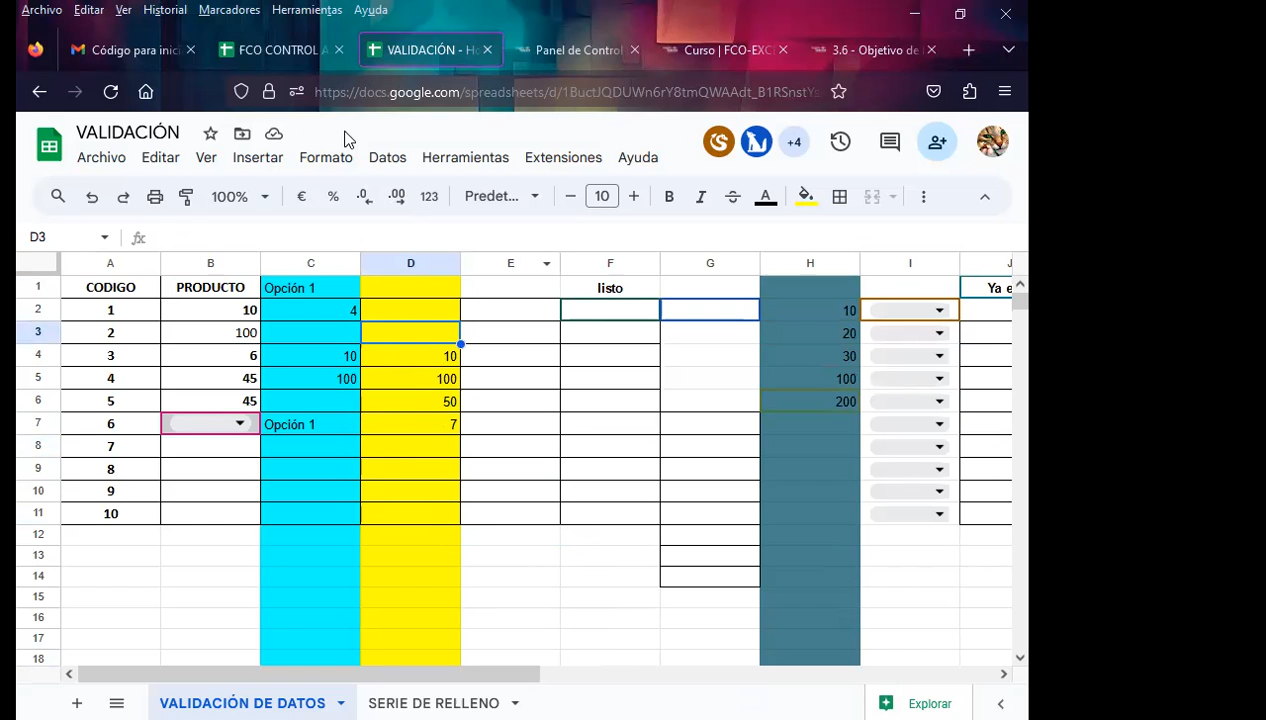 Archivo Editar Ver Historial Marcadores Herramientas Ayuda
Código para inici FCO CONTROL A VALIDACIÓN - Ho Panel de Control Curso | FCO-EXC 3.6 - Objetivo de
https://docs.google.com/spreadsheets/d/1BuctJQDUWn6rY8tmQWAAdt_B1RSnstYs
VALIDACIÓN
+4
Archivo Editar Ver Insertar Formato Datos Herramientas Extensiones Ayuda
100% € % .0 .00 123 Predet... − 10 + B I S A
D3 fx
A B C D E F G H I J
1 CODIGO PRODUCTO Opción 1 listo Ya e
2 1 10 4 10
3 2 100 20
4 3 6 10 10 30
5 4 45 100 100 100
6 5 45 50 200
7 6 Opción 1 7
8 7
9 8
10 9
11 10
12
13
14
15
16
17
18
+ VALIDACIÓN DE DATOS SERIE DE RELLENO Explorar